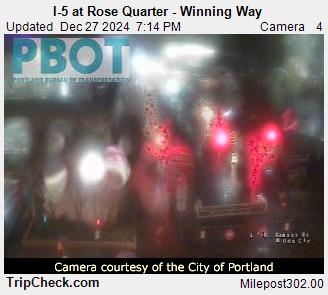 I-5 at Rose Quarter - Winning Way
Updated Dec 27 2024 7:14 PM Camera 4
PBOT
PORTLAND BUREAU OF TRANSPORTATION
Camera courtesy of the City of Portland
TripCheck.com Milepost302.00